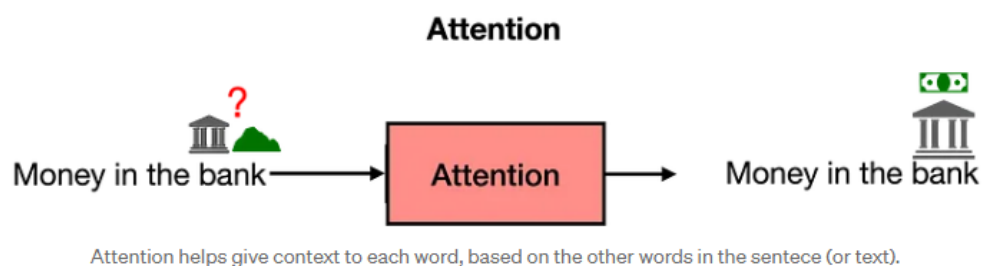 Attention
?
Money in the bank
Attention
Money in the bank
Attention helps give context to each word, based on the other words in the sentece (or text).